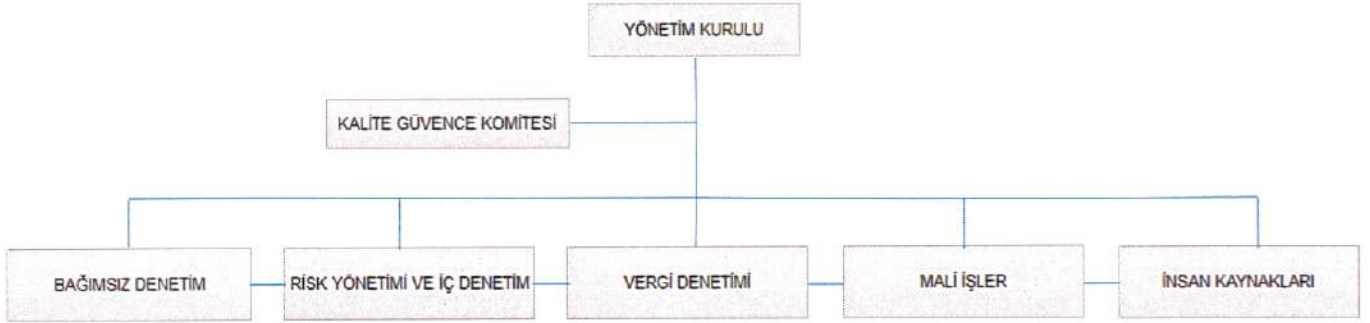 YÖNETİM KURULU
KALİTE GÜVENCE KOMİTESİ
BAĞIMSIZ DENETİM
RİSK YÖNETİMİ VE İÇ DENETİM
VERGİ DENETİMİ
MALİ İŞLER
İNSAN KAYNAKLARI